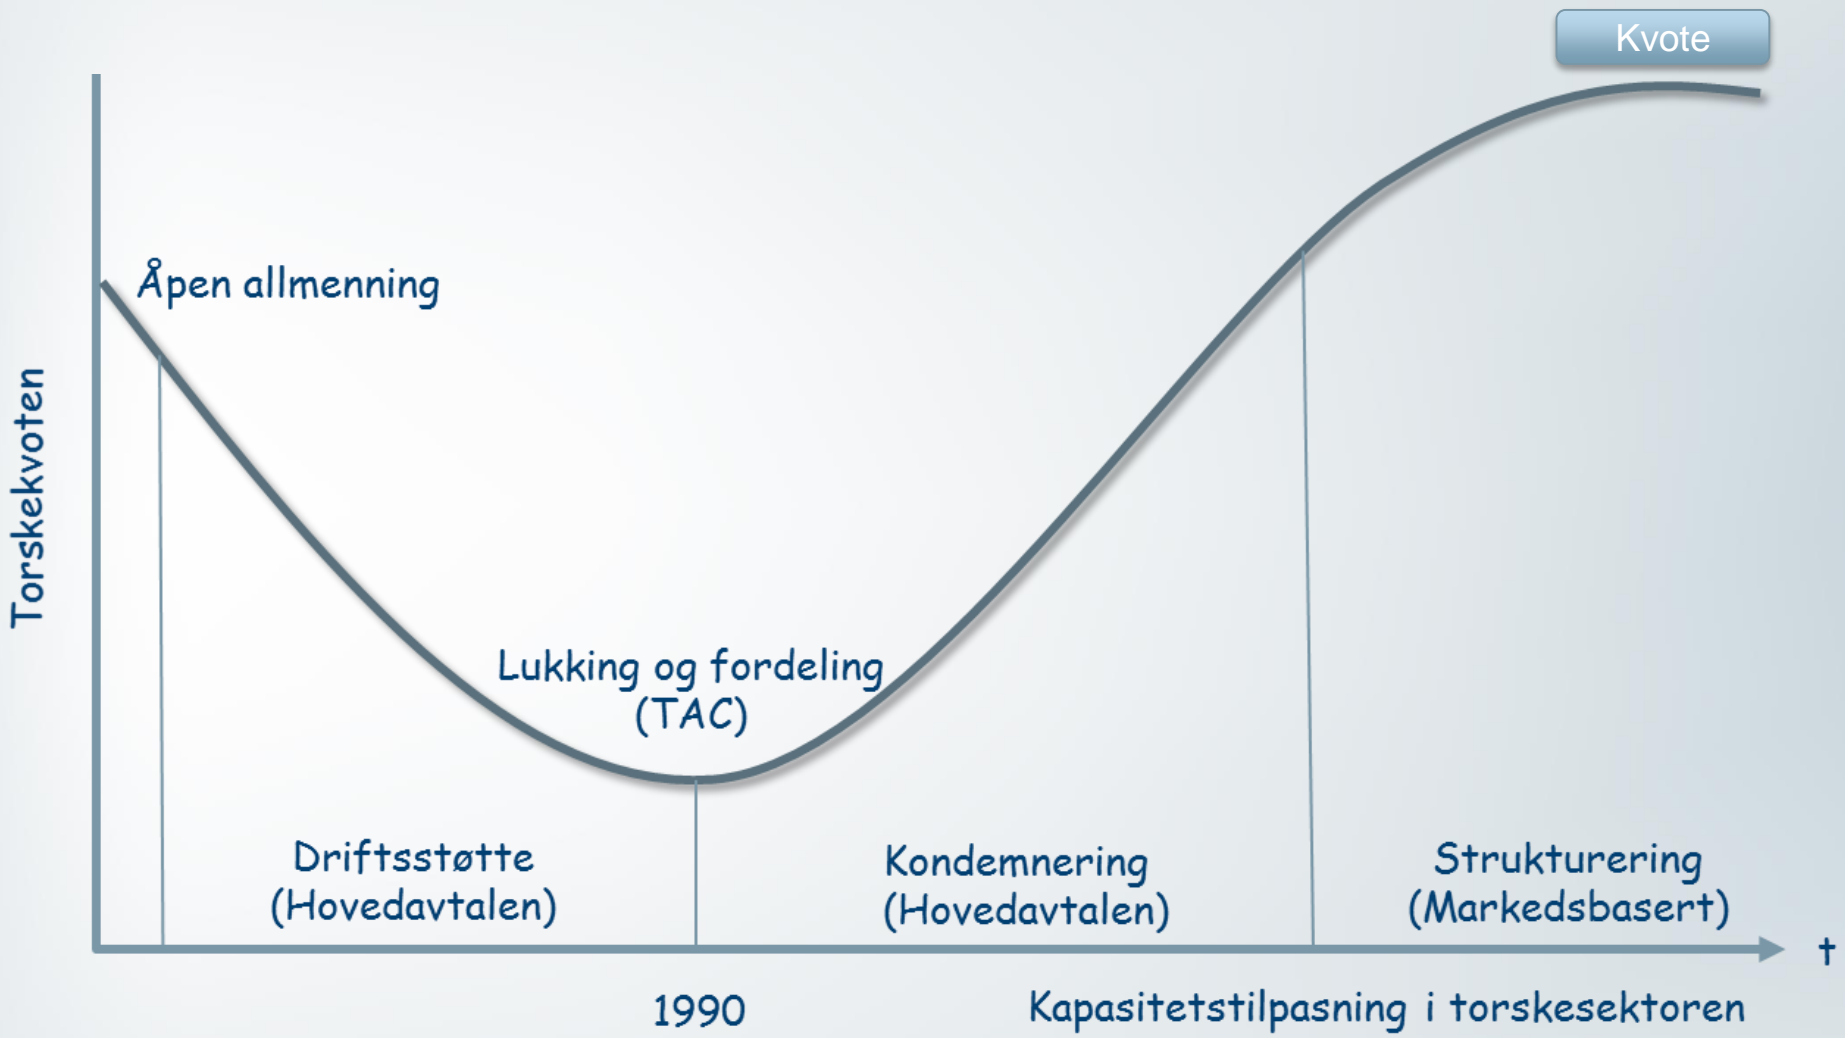 Kvote
Åpen allmenning
Torskekvoten
Lukking og fordeling
(TAC)
Driftsstøtte
(Hovedavtalen)
Kondemnering
(Hovedavtalen)
Strukturering
(Markedsbasert)
t
1990
Kapasitetstilpasning i torskesektoren